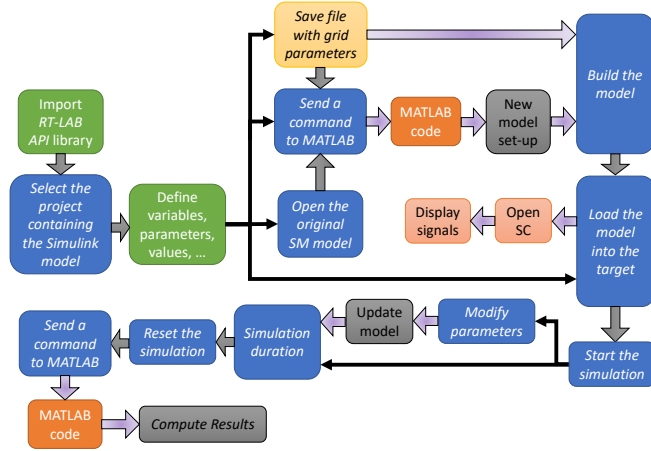 Save file
with grid
parameters
Build the
model
Import
RT-LAB
API library
Send a
command
to MATLAB
MATLAB
code
New
model
set-up
Select the
project
containing
the Simulink
model
Define
variables,
parameters,
values, ...
Open the
original
SM model
Display
signals
Open
SC
Load the
model
into the
target
Send a
command
to MATLAB
Reset the
simulation
Simulation
duration
Update
model
Modify
parameters
Start the
simulation
MATLAB
code
Compute Results